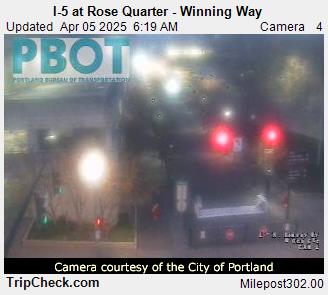 I-5 at Rose Quarter - Winning Way
Updated Apr 05 2025 6:19 AM Camera 4
PBOT
PORTLAND BUREAU OF TRANSPORTATION
Camera courtesy of the City of Portland
TripCheck.com Milepost302.00